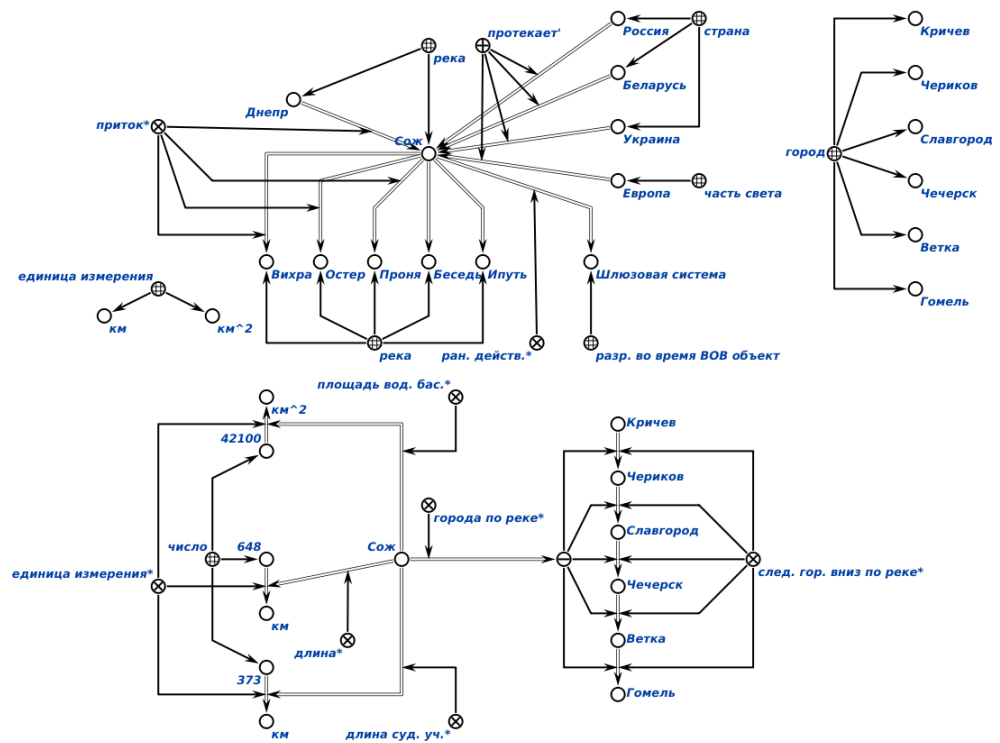 Россия
страна
Кричев
протекает'
река
Беларусь
Чериков
Днепр
приток*
Сож
Украина
Славгород
город
Европа
часть света
Чечерск
Ветка
единица измерения
Вихра
Остер
Проня
Беседь
Ипуть
Шлюзовая система
Гомель
км
км^2
река
ран. действ.*
разр. во время ВОВ объект
площадь вод. бас.*
км^2
Кричев
42100
Чериков
города по реке*
Славгород
число
648
Сож
единица измерения*
след. гор. вниз по реке*
Чечерск
км
длина*
Ветка
373
Гомель
км
длина суд. уч.*